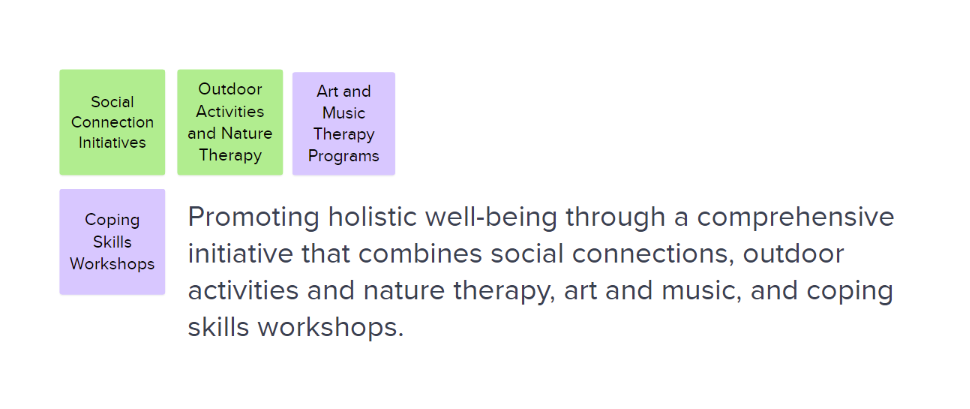 Social
Connection
Initiatives
Outdoor
Activities
and Nature
Therapy
Art and
Music
Therapy
Programs
Coping
Skills
Workshops
Promoting holistic well-being through a comprehensive
initiative that combines social connections, outdoor
activities and nature therapy, art and music, and coping
skills workshops.